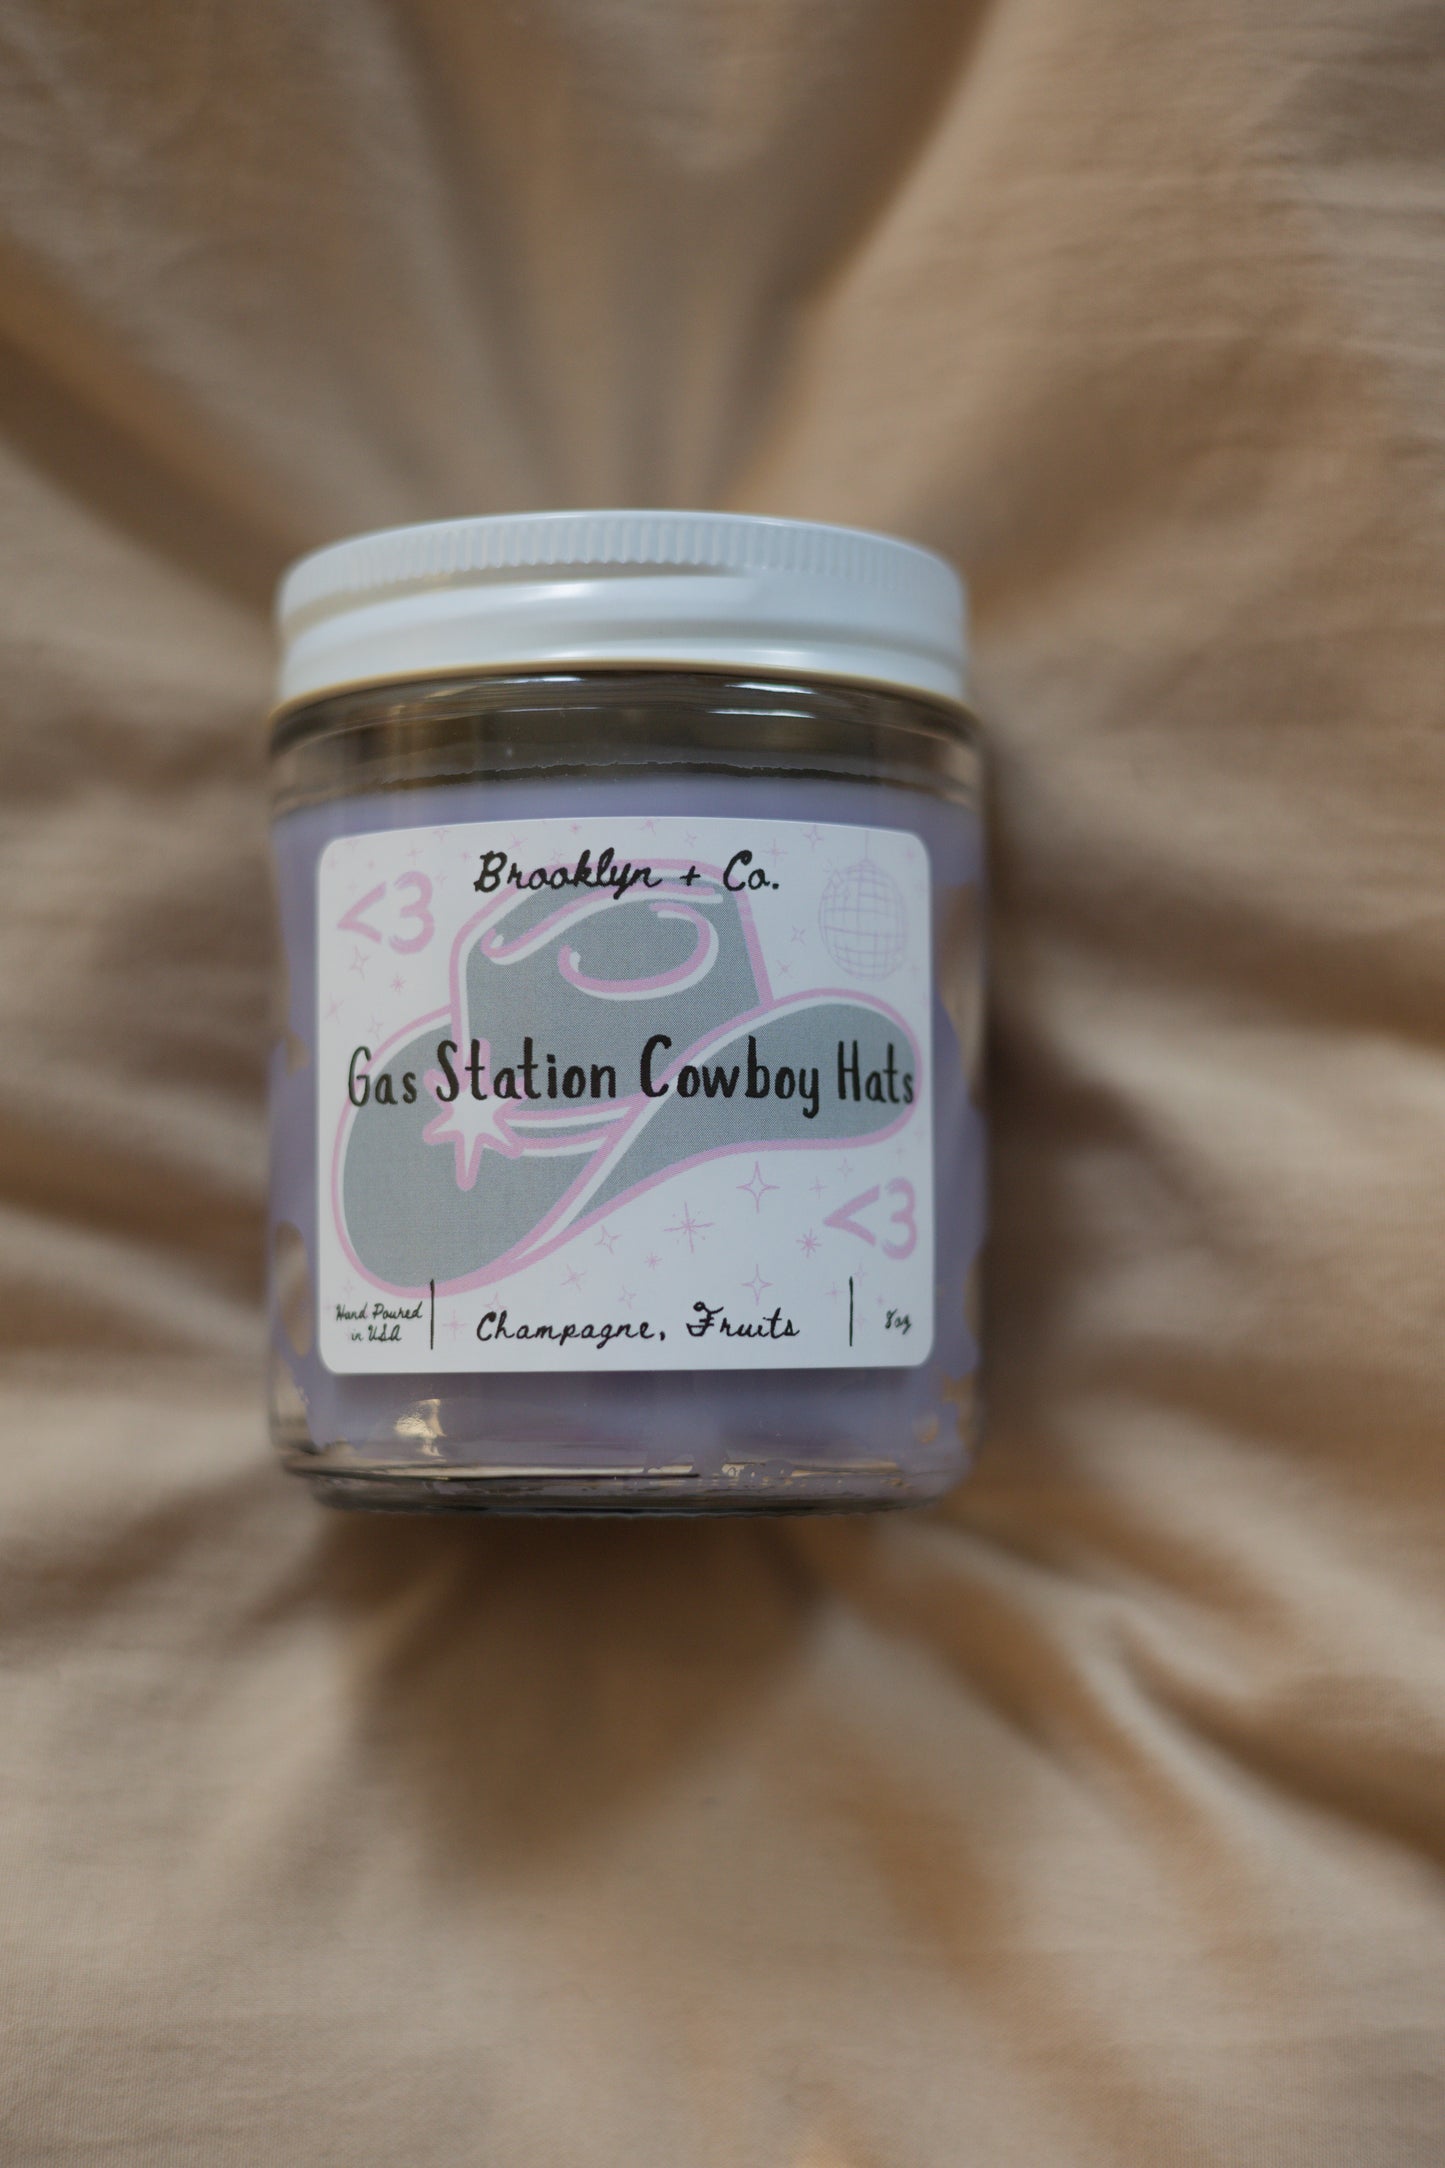 Brooklyn + Co.
<3
Gas Station Cowboy Hats
<3
Hand Poured
in USA
Champagne, Fruits
8oz